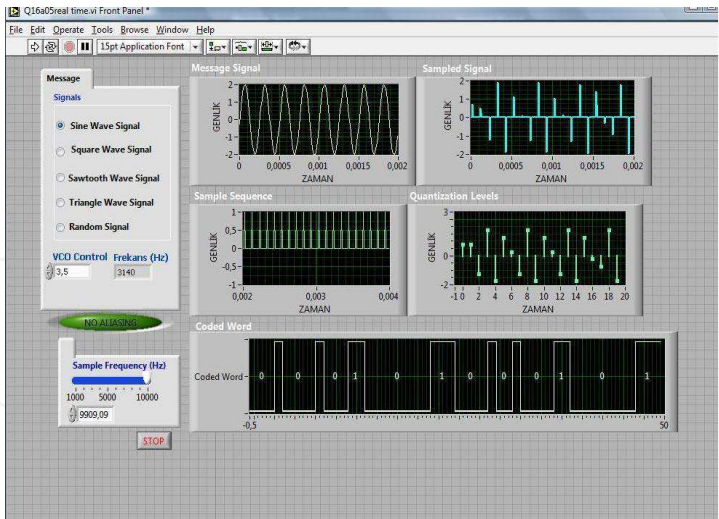 Q16a05real time.vi Front Panel *
File Edit Operate Tools Browse Window Help
15pt Application Font
Message
Signals
Sine Wave Signal
Square Wave Signal
Sawtooth Wave Signal
Triangle Wave Signal
Random Signal
VCO Control Frekans (Hz)
3,5 3140
NO ALIASING
Sample Frequency (Hz)
1000 5000 10000
9909,09
STOP
Message Signal
GENLİK
2
1
0
-1
-2
0 0,0005 0,001 0,0015 0,002
ZAMAN
Sampled Signal
GENLİK
2
1
0
-1
-2
0 0,0005 0,001 0,0015 0,002
ZAMAN
Sample Sequence
GENLİK
1
0,5
0
-0,5
-1
0,002 0,003 0,004
ZAMAN
Quantization Levels
GENLİK
3
0
-2
-1 0 2 4 6 8 10 12 14 16 18 20
ZAMAN
Coded Word
Coded Word
0 0 0 1 0 1 0 0 0 1 0 1
-0,5 50